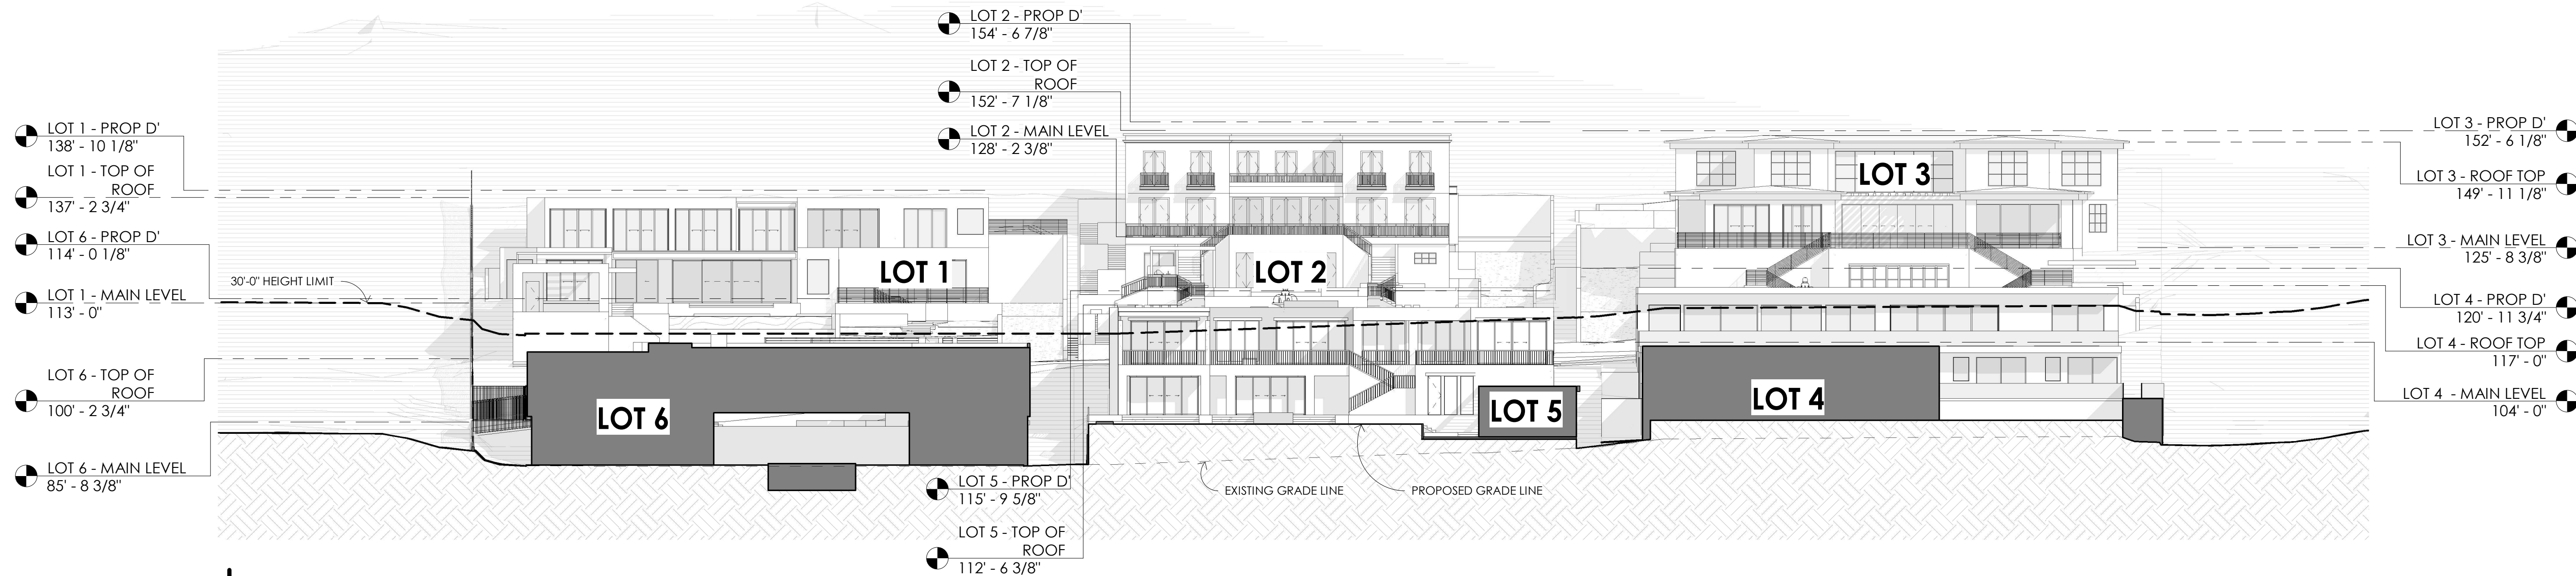 LOT 2 - PROP D'
154' - 6 7/8"
LOT 2 - TOP OF
ROOF
152' - 7 1/8"
LOT 2 - MAIN LEVEL
128' - 2 3/8"
LOT 1 - PROP D'
138' - 10 1/8"
LOT 1 - TOP OF
ROOF
137' - 2 3/4"
LOT 6 - PROP D'
114' - 0 1/8"
30'-0" HEIGHT LIMIT
LOT 1 - MAIN LEVEL
113' - 0"
LOT 6 - TOP OF
ROOF
100' - 2 3/4"
LOT 6 - MAIN LEVEL
85' - 8 3/8"
LOT 1
LOT 2
LOT 3
LOT 6
LOT 5
LOT 4
LOT 3 - PROP D'
152' - 6 1/8"
LOT 3 - ROOF TOP
149' - 11 1/8"
LOT 3 - MAIN LEVEL
125' - 8 3/8"
LOT 4 - PROP D'
120' - 11 3/4"
LOT 4 - ROOF TOP
117' - 0"
LOT 4 - MAIN LEVEL
104' - 0"
LOT 5 - PROP D'
115' - 9 5/8"
EXISTING GRADE LINE
PROPOSED GRADE LINE
LOT 5 - TOP OF
ROOF
112' - 6 3/8"